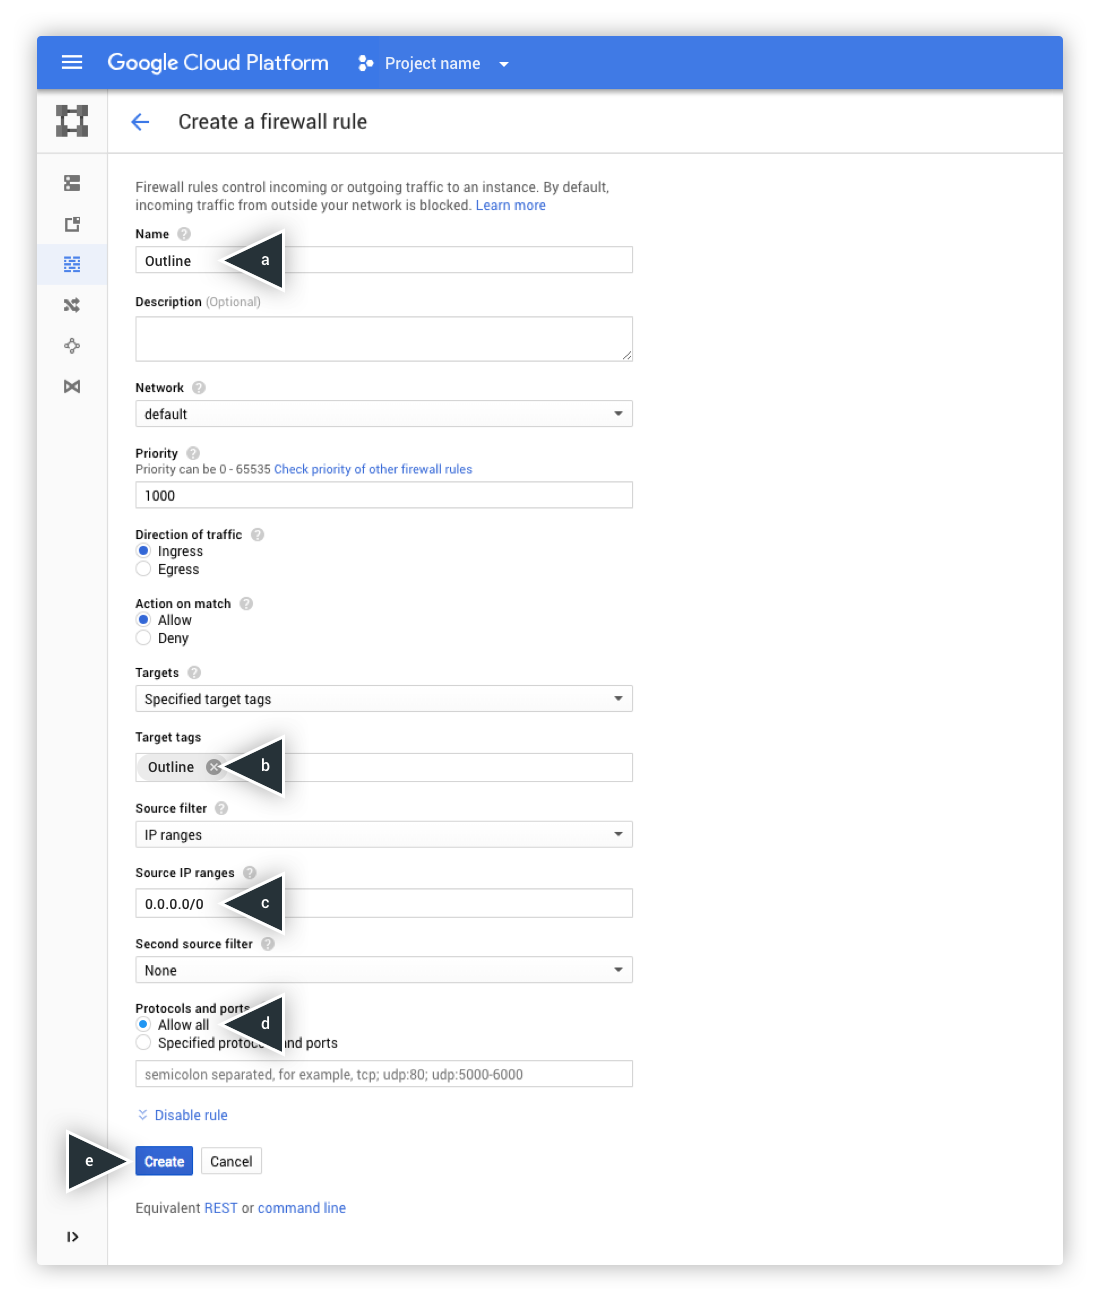 Google Cloud Platform Project name
Create a firewall rule
Firewall rules control incoming or outgoing traffic to an instance. By default,
incoming traffic from outside your network is blocked. Learn more
Name ?
Outline a
Description (Optional)
Network ?
default
Priority ?
Priority can be 0 - 65535 Check priority of other firewall rules
1000
Direction of traffic ?
Ingress
Egress
Action on match ?
Allow
Deny
Targets ?
Specified target tags
Target tags
Outline b
Source filter ?
IP ranges
Source IP ranges ?
0.0.0.0/0 c
Second source filter ?
None
Protocols and ports
Allow all d
Specified and ports
semicolon separated, for example, tcp; udp:80; udp:5000-6000
Disable rule
e Create Cancel
Equivalent REST or command line